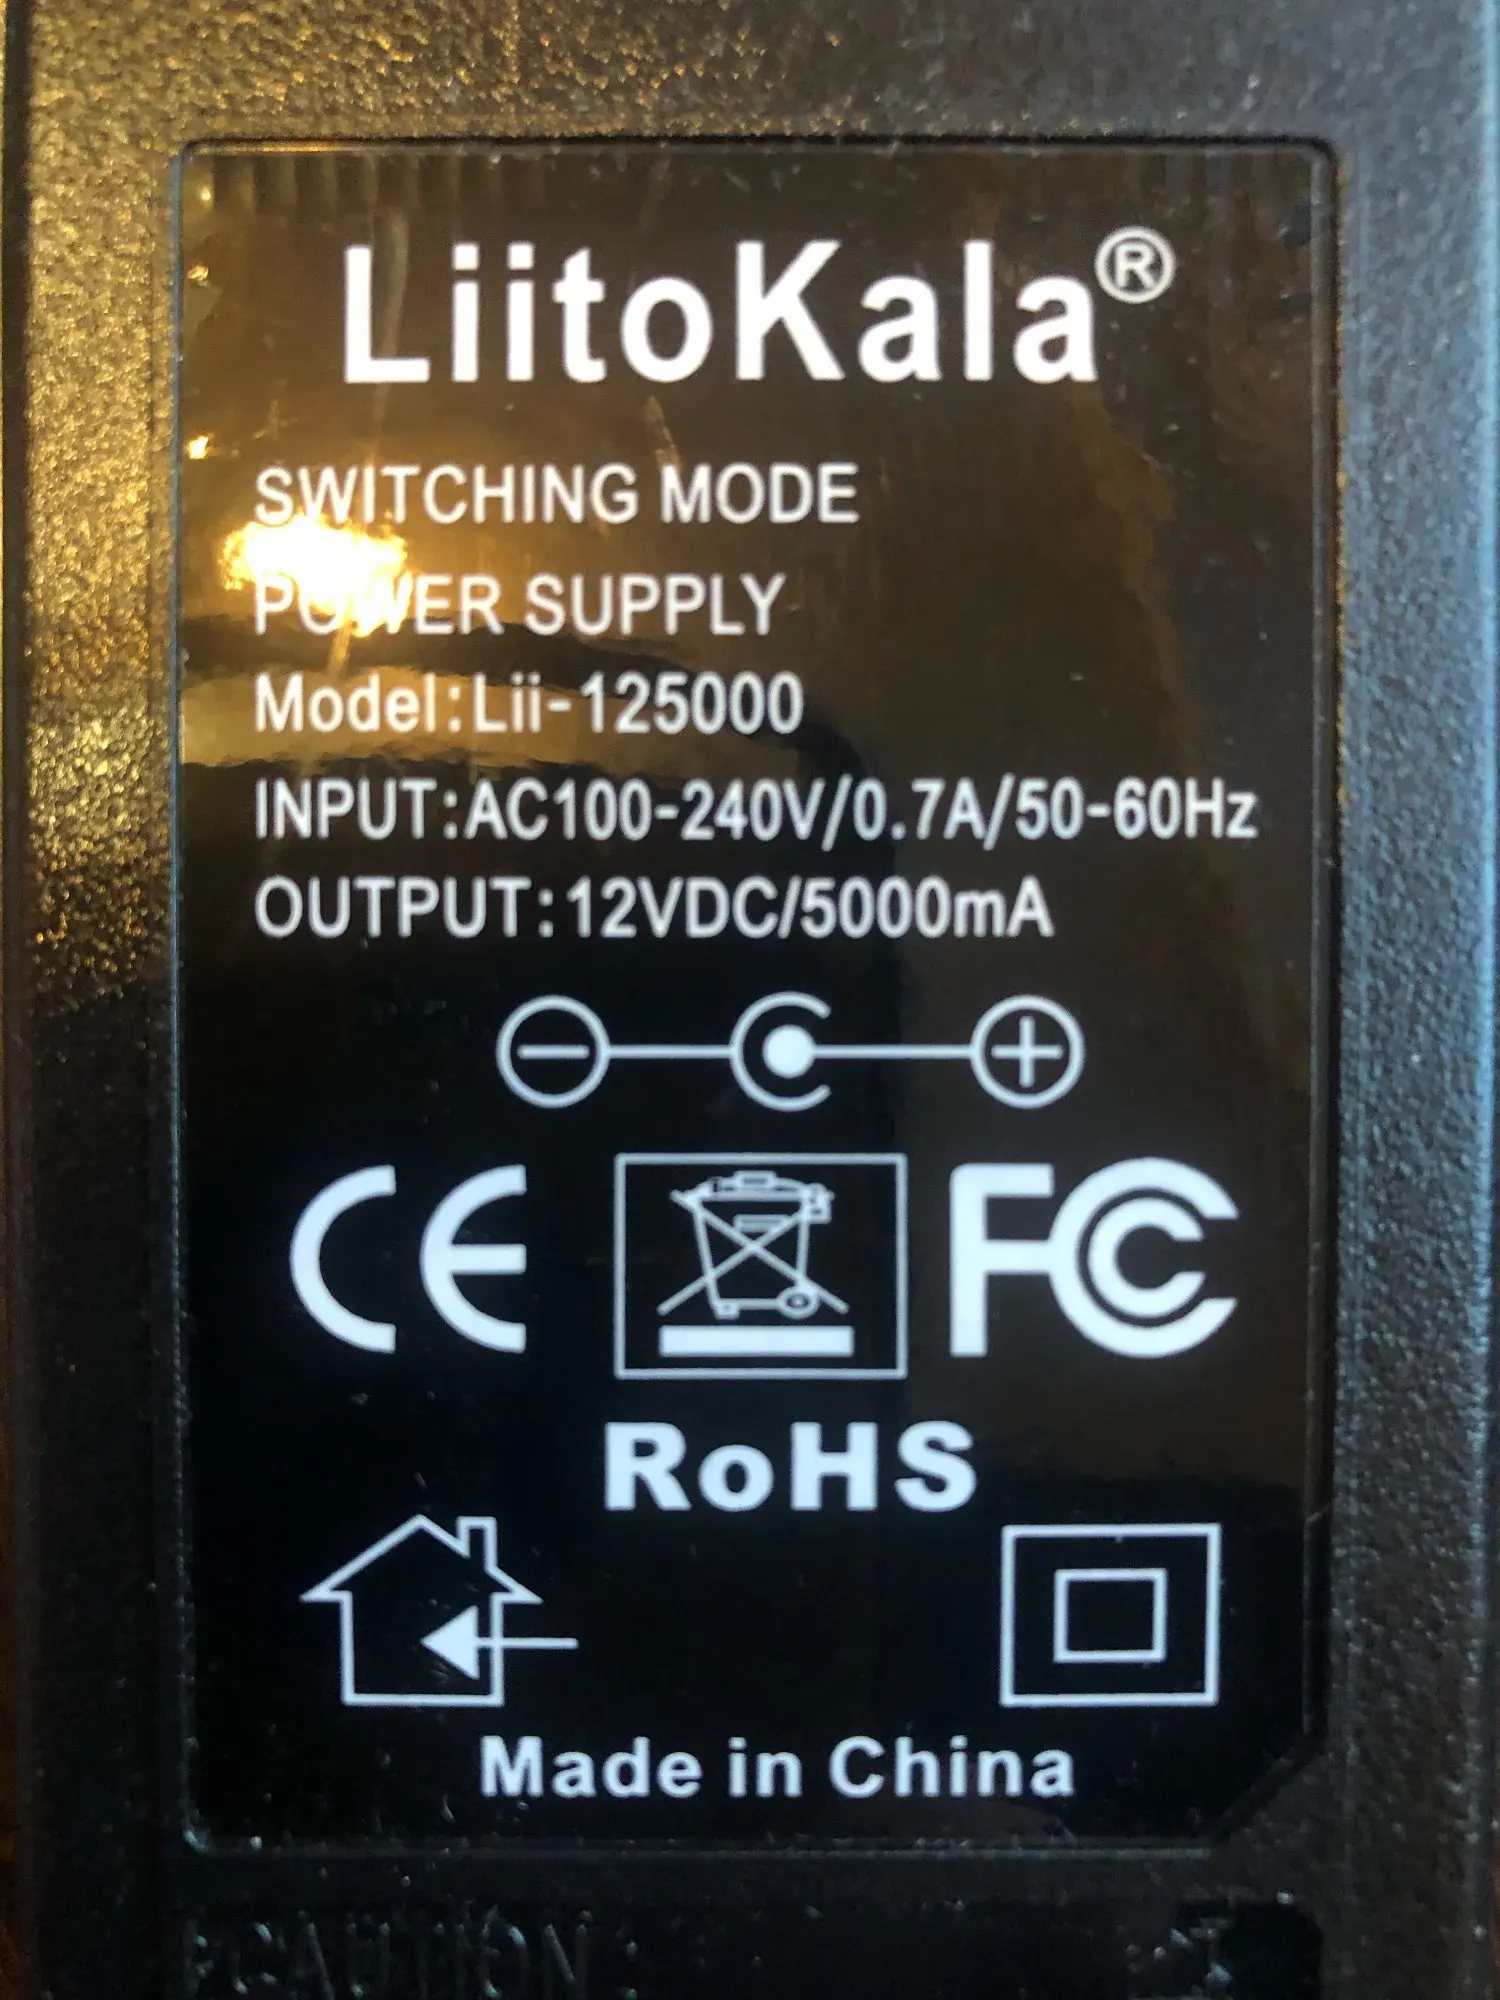 LiitoKala®
SWITCHING MODE
POWER SUPPLY
Model:Lii-125000
INPUT:AC100-240V/0.7A/50-60Hz
OUTPUT:12VDC/5000mA
CE
FC
RoHS
Made in China
CAUTION: